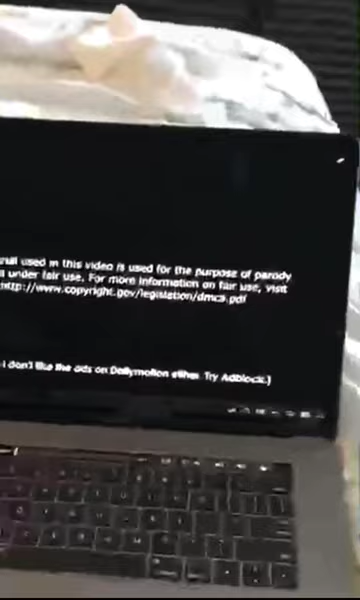 used in this video is used for the purpose of parody
under fair use. For more information on fair use, visit
http://www.copyright.gov/legislation/dmca.pdf
I don't like the ads on Dailymotion either. Try Adblock.)